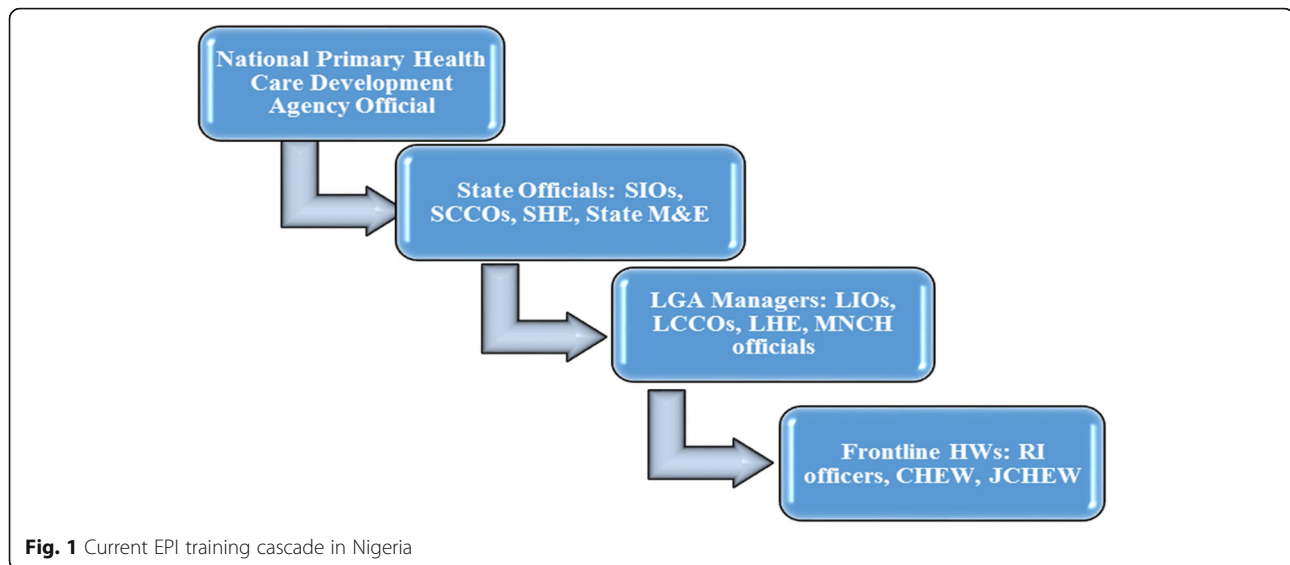 National Primary Health
Care Development
Agency Official
State Officials: SIOs,
SCCOs, SHE, State M&E
LGA Managers: LIOs,
LCCOs, LHE, MNCH
officials
Frontline HWs: RI
officers, CHEW, JCHEW
Fig. 1 Current EPI training cascade in Nigeria